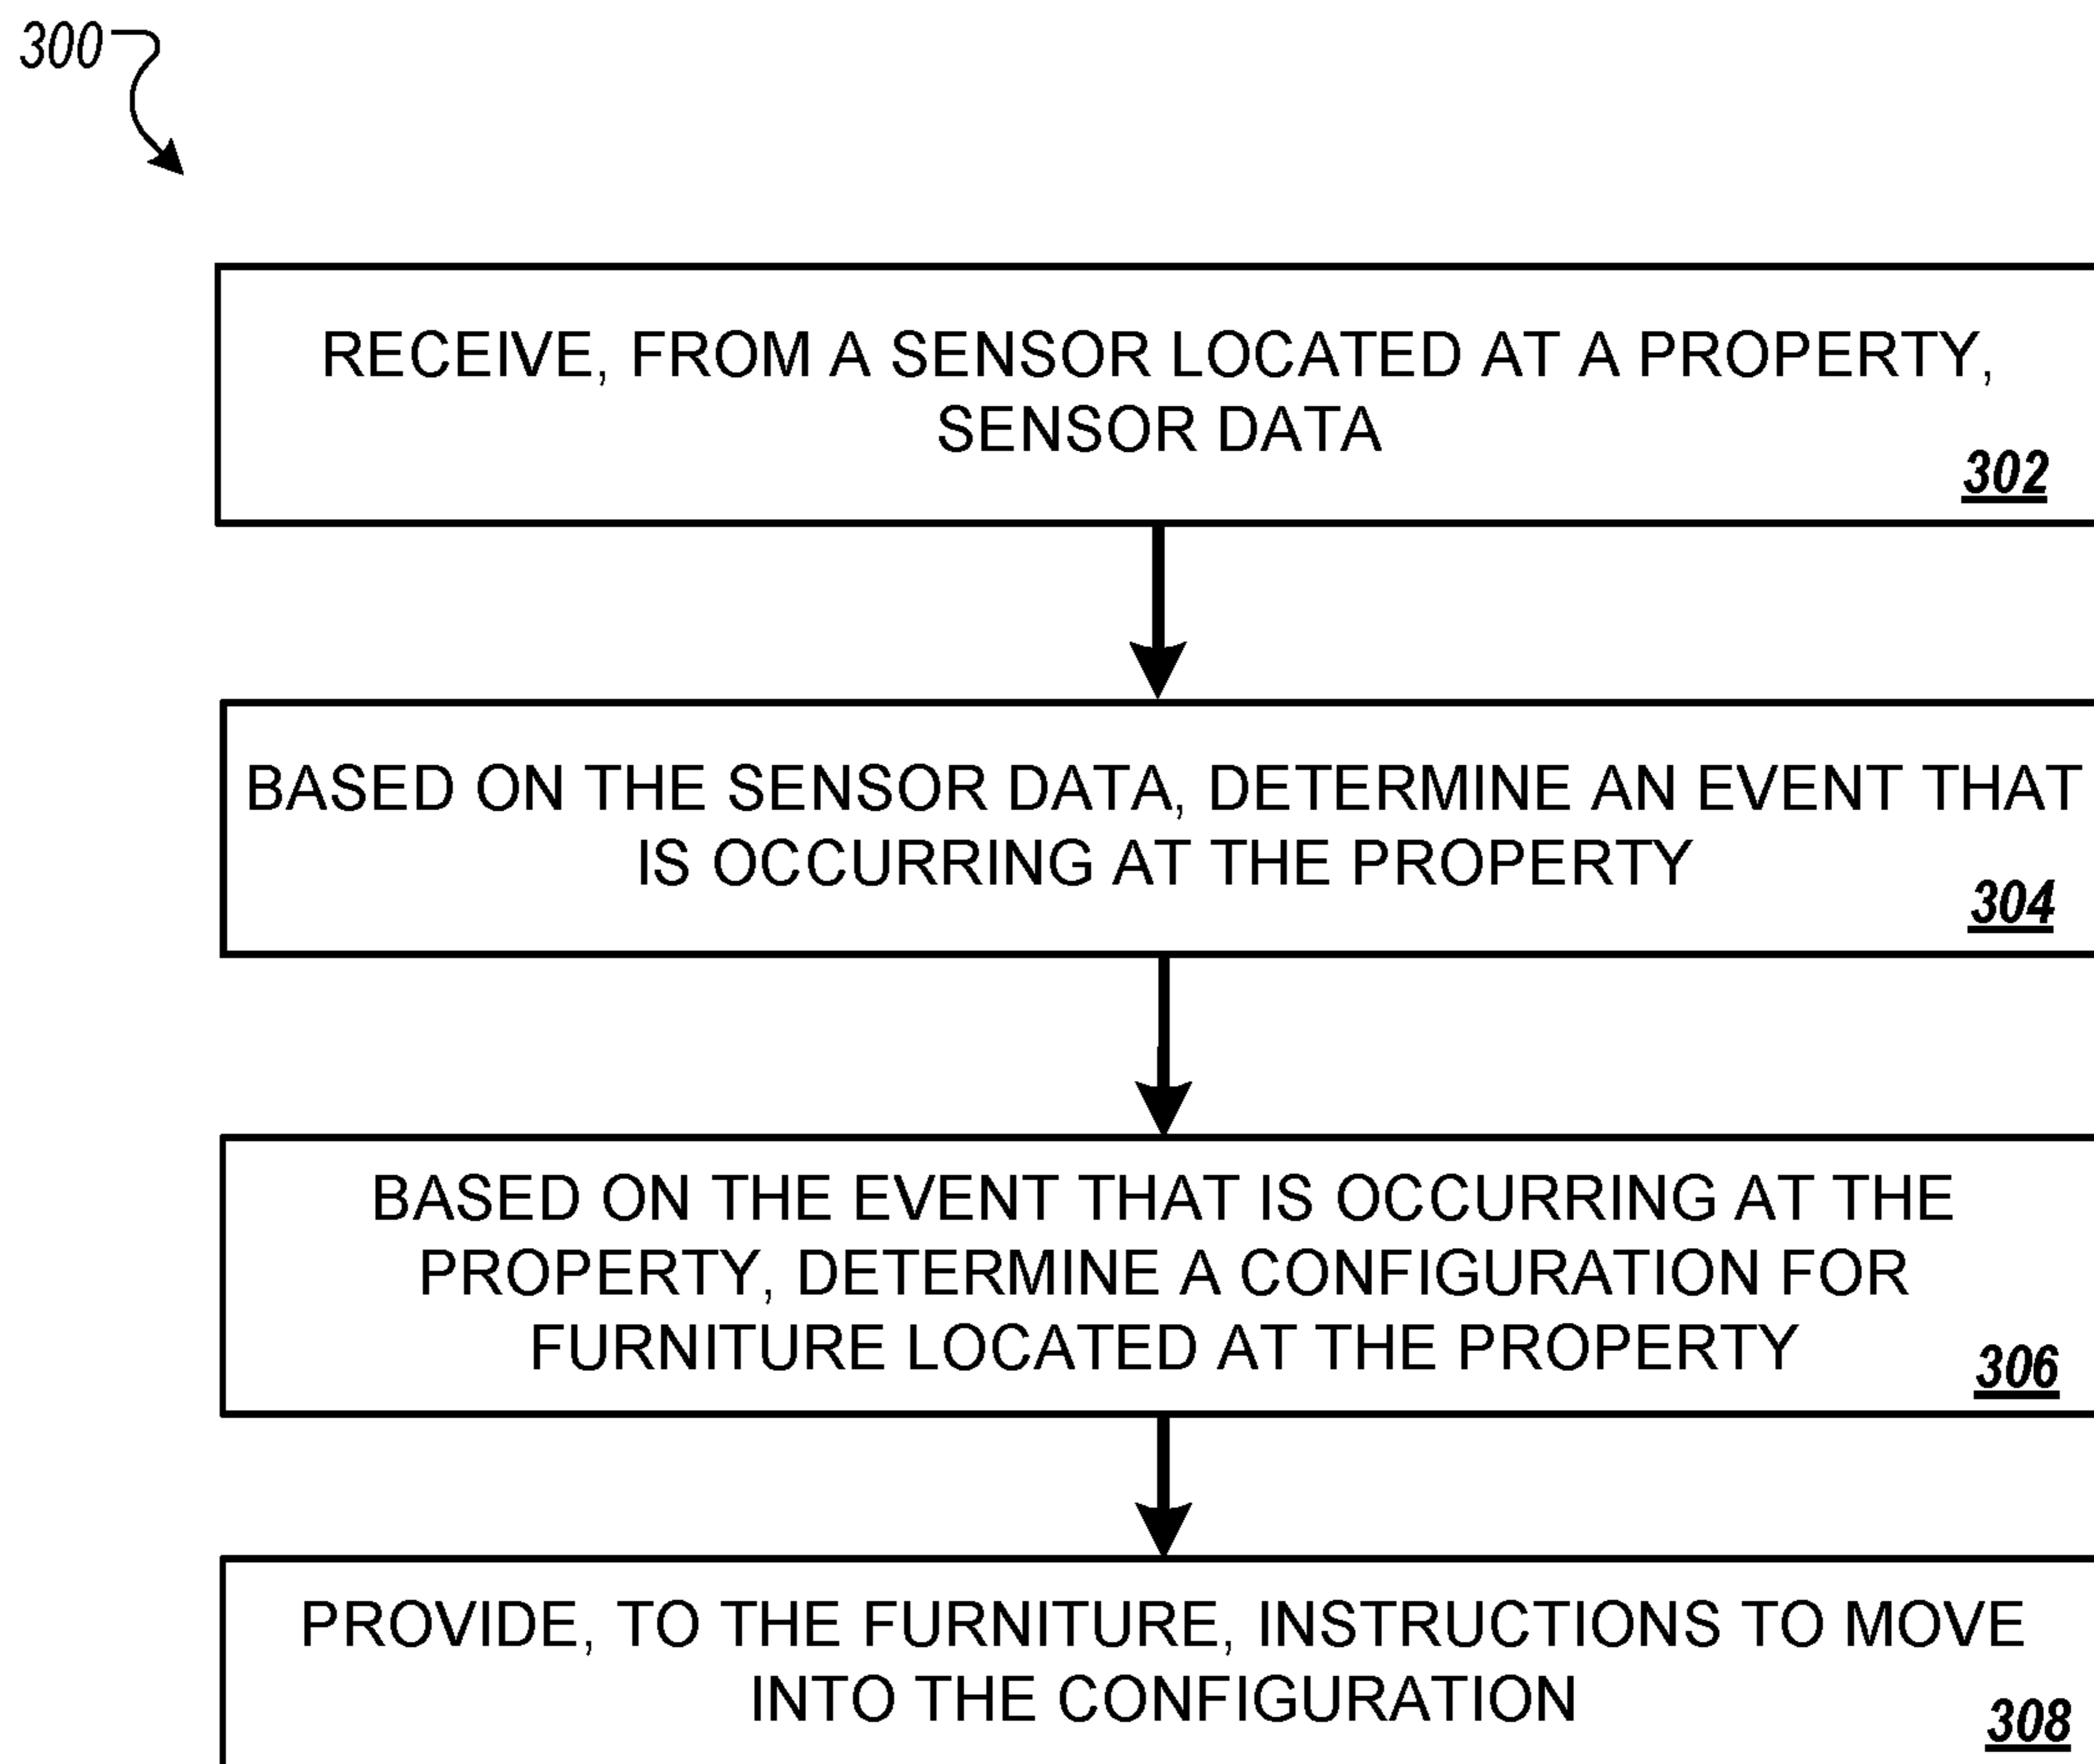 300
RECEIVE, FROM A SENSOR LOCATED AT A PROPERTY,
SENSOR DATA
302
BASED ON THE SENSOR DATA, DETERMINE AN EVENT THAT
IS OCCURRING AT THE PROPERTY
304
BASED ON THE EVENT THAT IS OCCURRING AT THE
PROPERTY, DETERMINE A CONFIGURATION FOR
FURNITURE LOCATED AT THE PROPERTY
306
PROVIDE, TO THE FURNITURE, INSTRUCTIONS TO MOVE
INTO THE CONFIGURATION
308